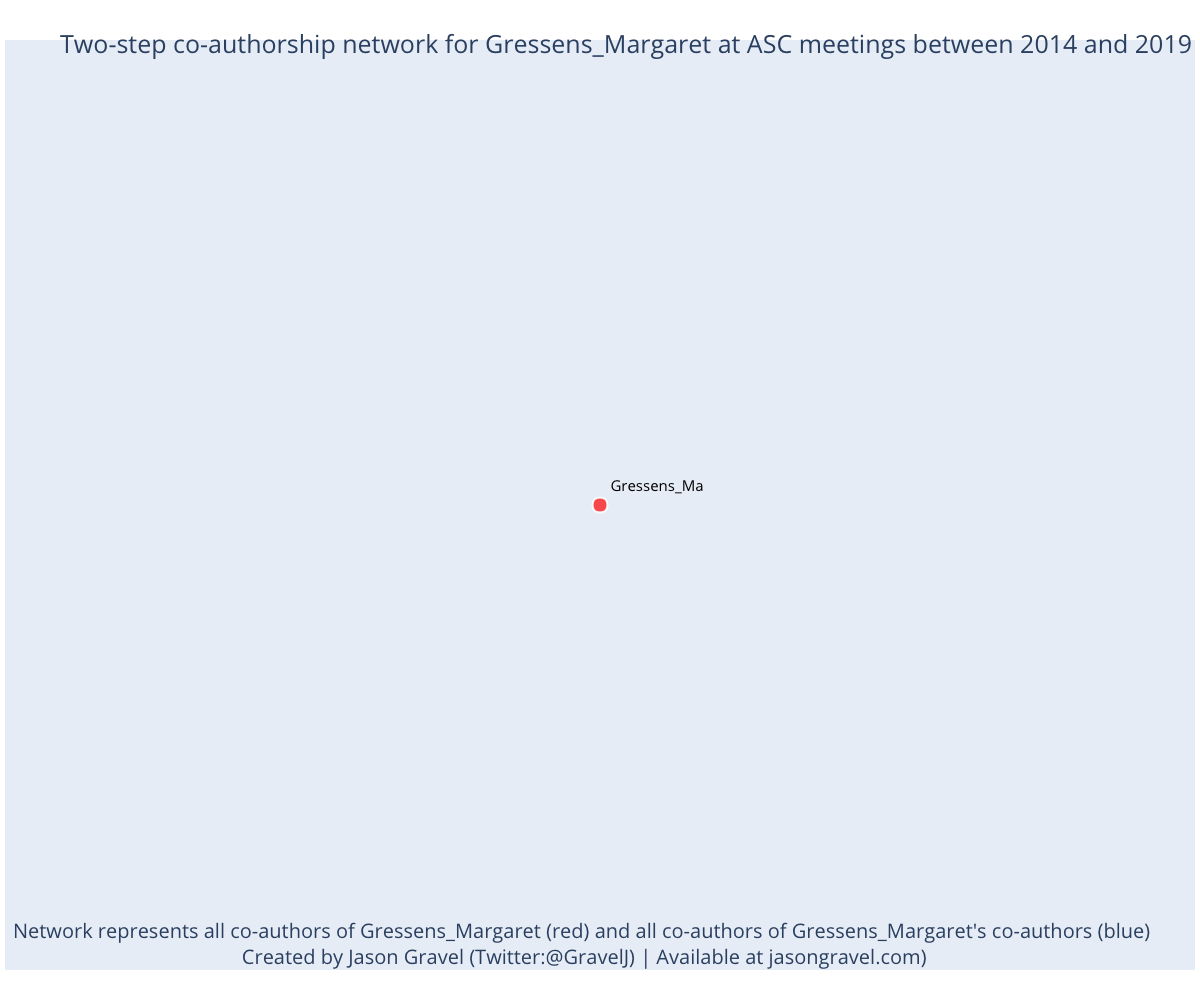 Two-step co-authorship network for Gressens_Margaret at ASC meetings between 2014 and 2019
Gressens_Ma
Network represents all co-authors of Gressens_Margaret (red) and all co-authors of Gressens_Margaret's co-authors (blue)
Created by Jason Gravel (Twitter:@GravelJ) | Available at jasongravel.com)